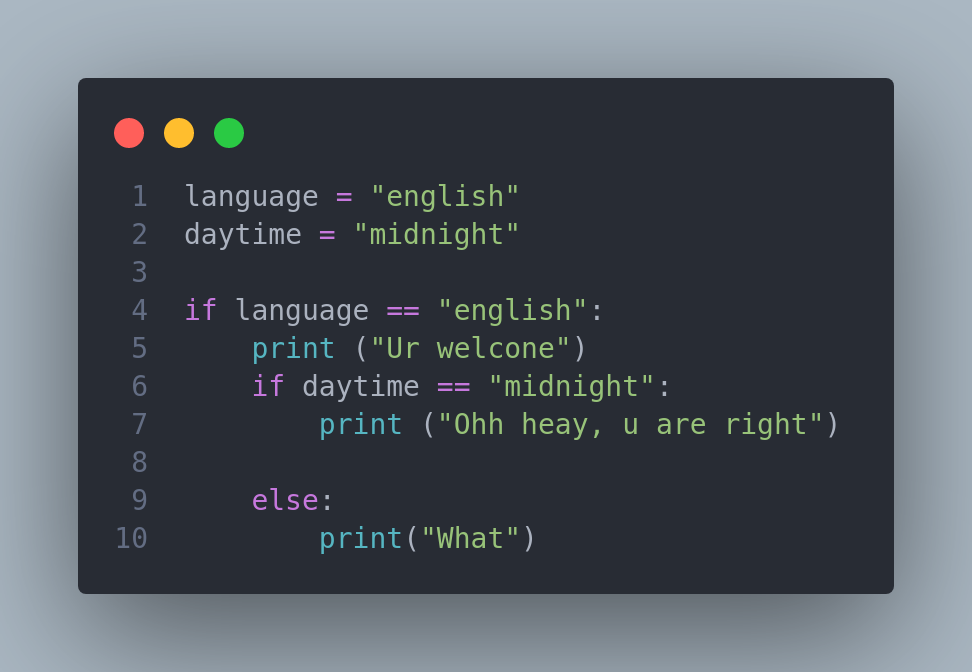 1 language = "english"
2 daytime = "midnight"
3
4 if language == "english":
5     print ("Ur welcone")
6     if daytime == "midnight":
7         print ("Ohh heay, u are right")
8
9     else:
10         print("What")